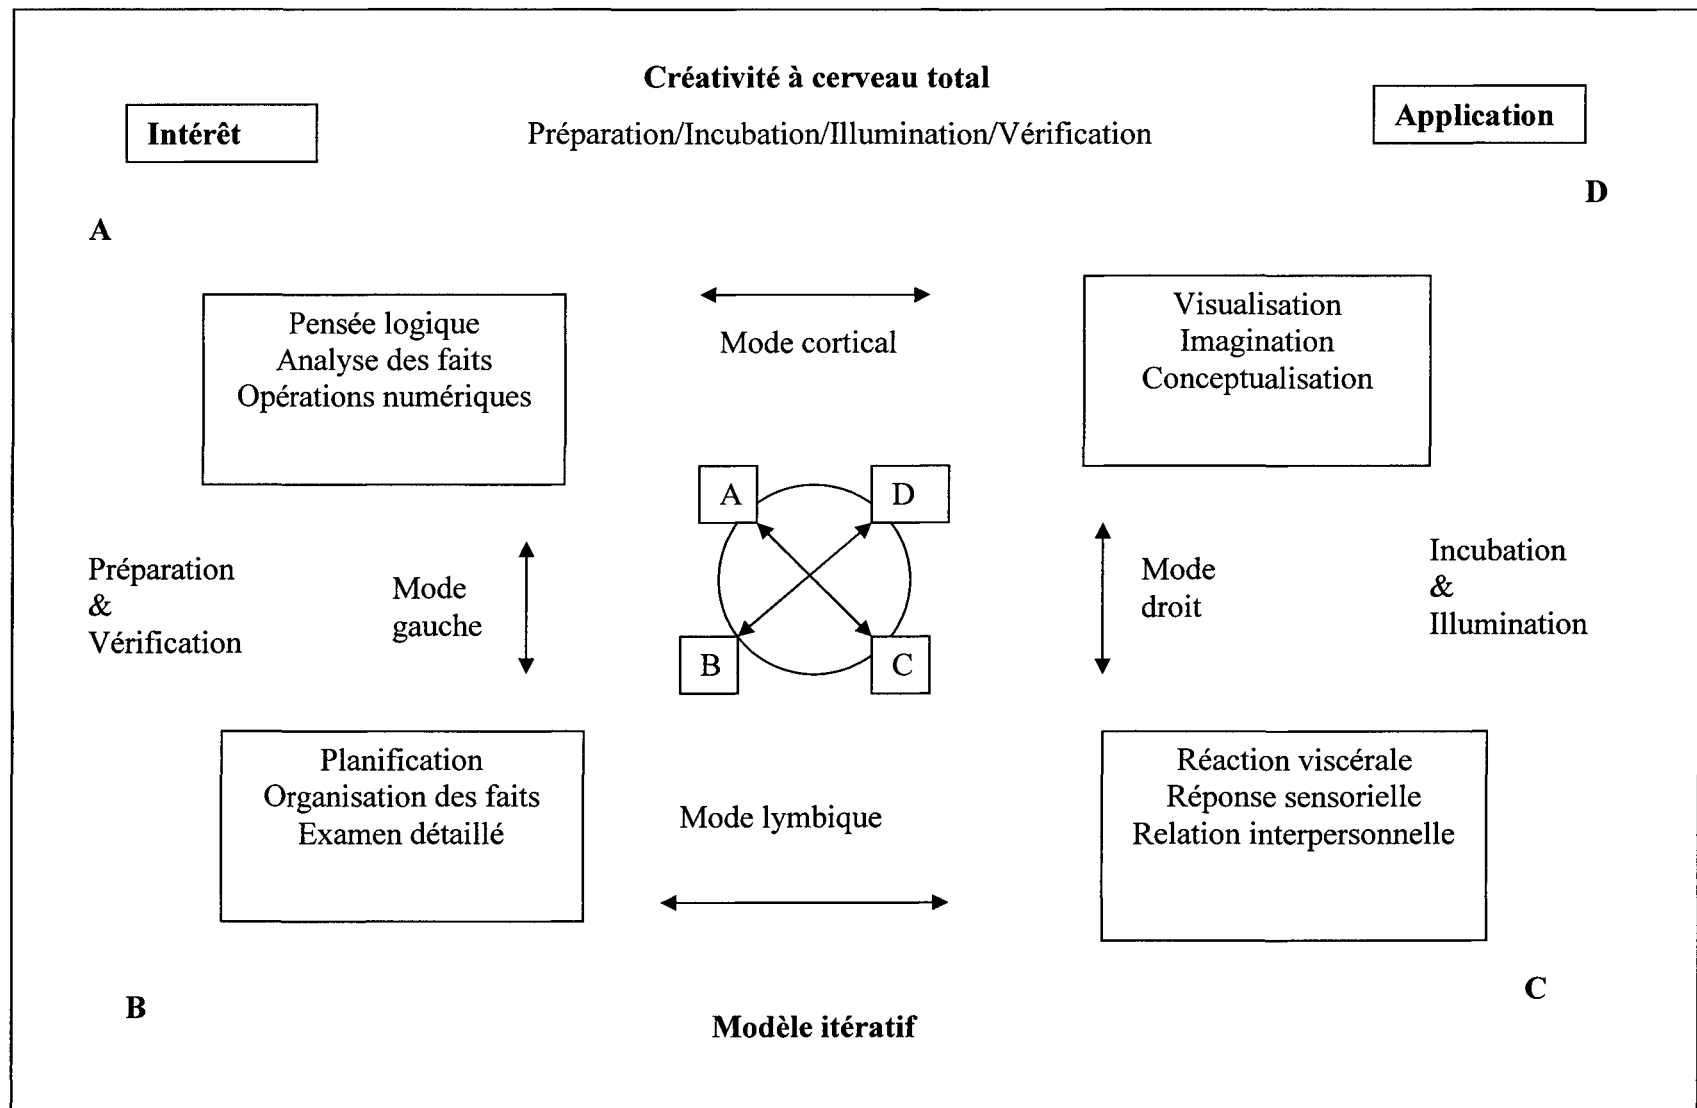 Créativité à cerveau total
Intérêt
Préparation/Incubation/Illumination/Vérification
Application
D
A
Pensée logique
Analyse des faits
Opérations numériques
Mode cortical
Visualisation
Imagination
Conceptualisation
A
D
Préparation
&
Vérification
Mode
gauche
Mode
droit
Incubation
&
Illumination
B
C
Planification
Organisation des faits
Examen détaillé
Mode lymbique
Réaction viscérale
Réponse sensorielle
Relation interpersonnelle
B
C
Modèle itératif